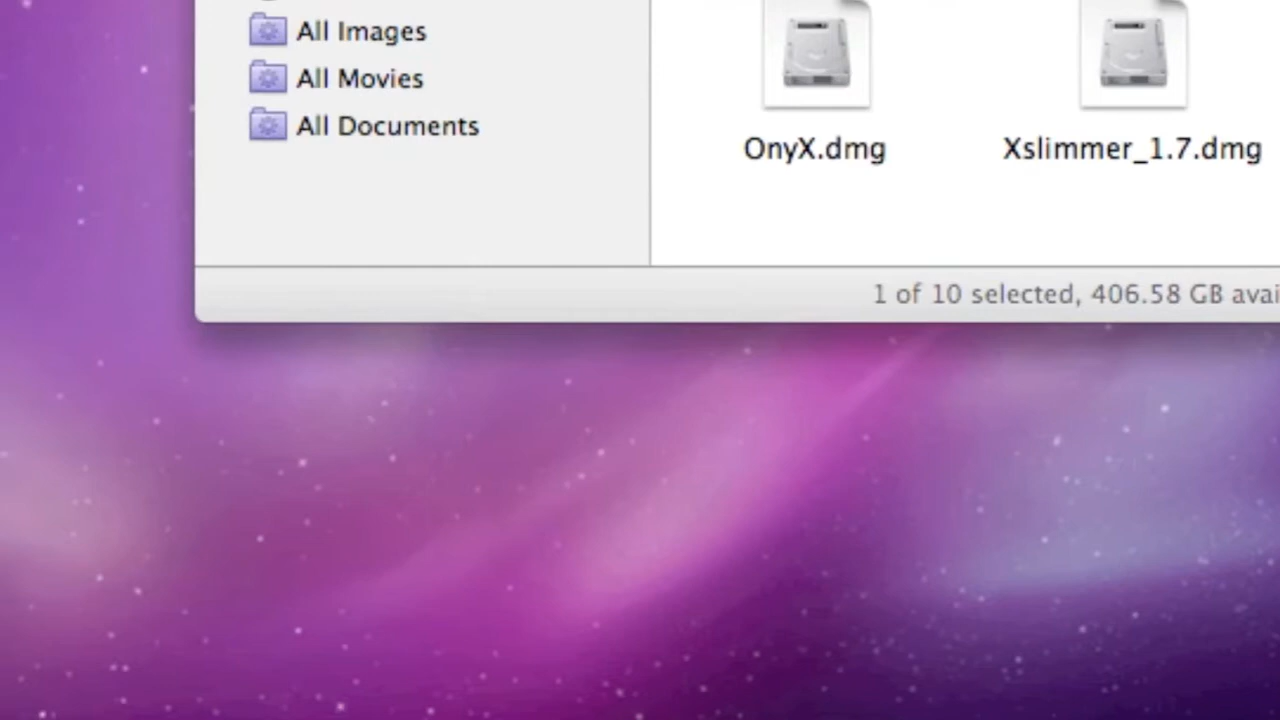 All Images
All Movies
All Documents
OnyX.dmg
Xslimmer_1.7.dmg
1 of 10 selected, 406.58 GB avai